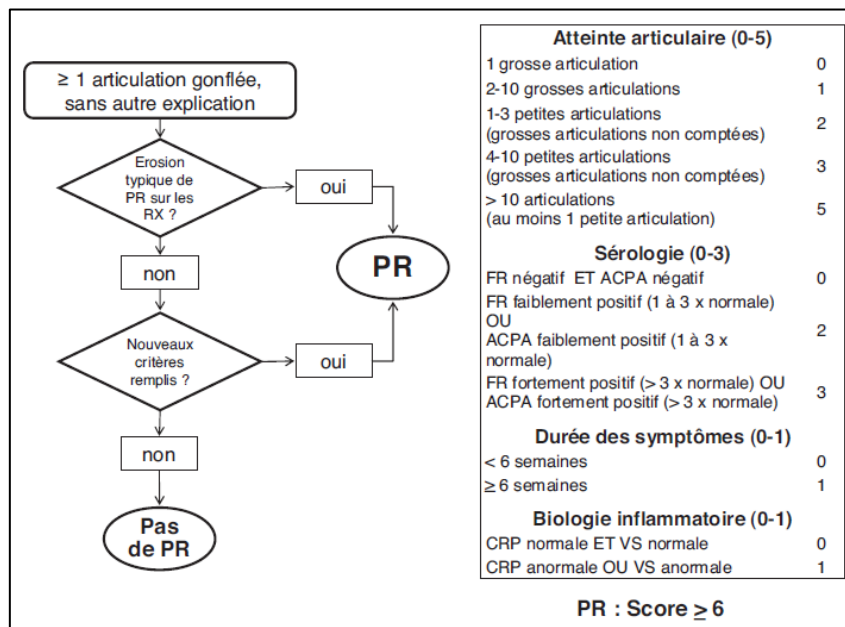 ≥ 1 articulation gonflée,
sans autre explication
Erosion
typique de
PR sur les
RX ?
oui
PR
non
Nouveaux
critères
remplis ?
oui
non
Pas
de PR
Atteinte articulaire (0-5)
1 grosse articulation 0
2-10 grosses articulations 1
1-3 petites articulations
(grosses articulations non comptées) 2
4-10 petites articulations
(grosses articulations non comptées) 3
> 10 articulations
(au moins 1 petite articulation) 5
Sérologie (0-3)
FR négatif ET ACPA négatif 0
FR faiblement positif (1 à 3 x normale)
OU
ACPA faiblement positif (1 à 3 x 2
normale)
FR fortement positif (> 3 x normale) OU
ACPA fortement positif (> 3 x normale) 3
Durée des symptômes (0-1)
< 6 semaines 0
≥ 6 semaines 1
Biologie inflammatoire (0-1)
CRP normale ET VS normale 0
CRP anormale OU VS anormale 1
PR : Score ≥ 6